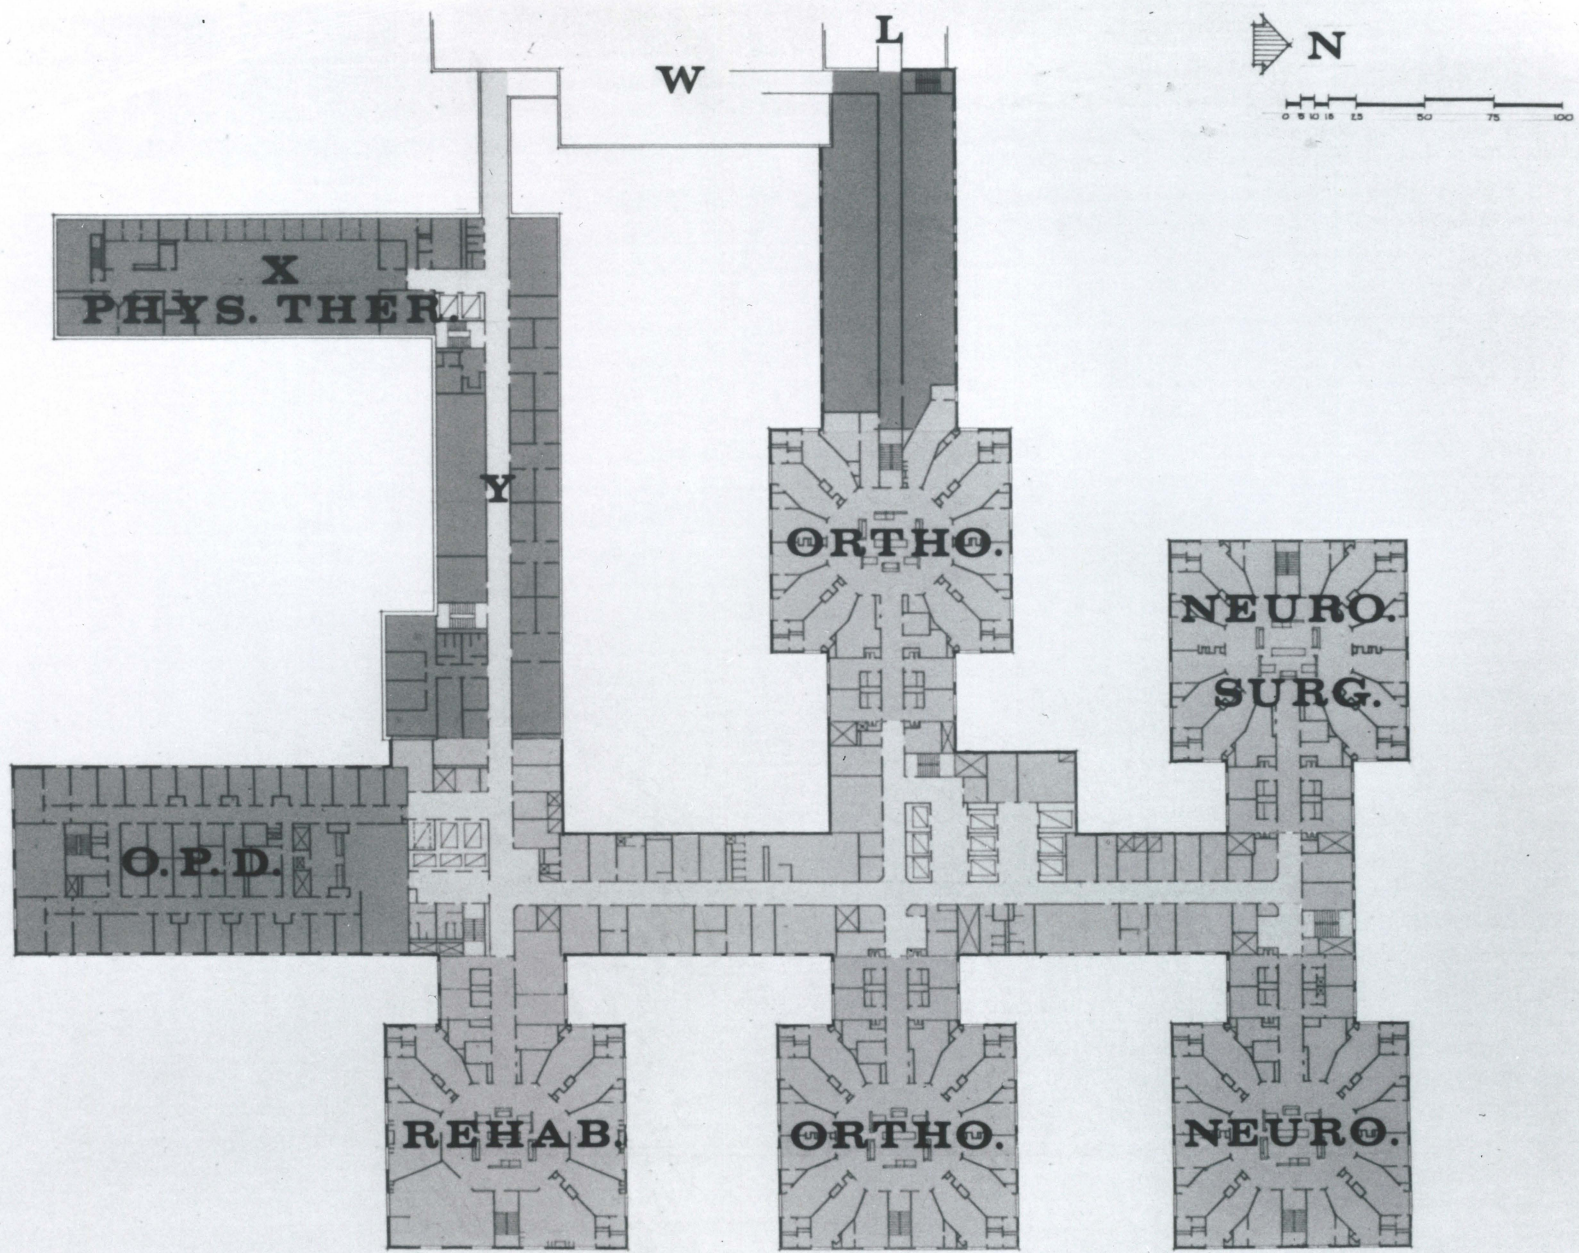 L
N
W
0 5 10 15 25 50 75 100
X
PHYS. THER.
Y
ORTHO.
NEURO.
SURG.
O.P.D.
REHAB.
ORTHO.
NEURO.